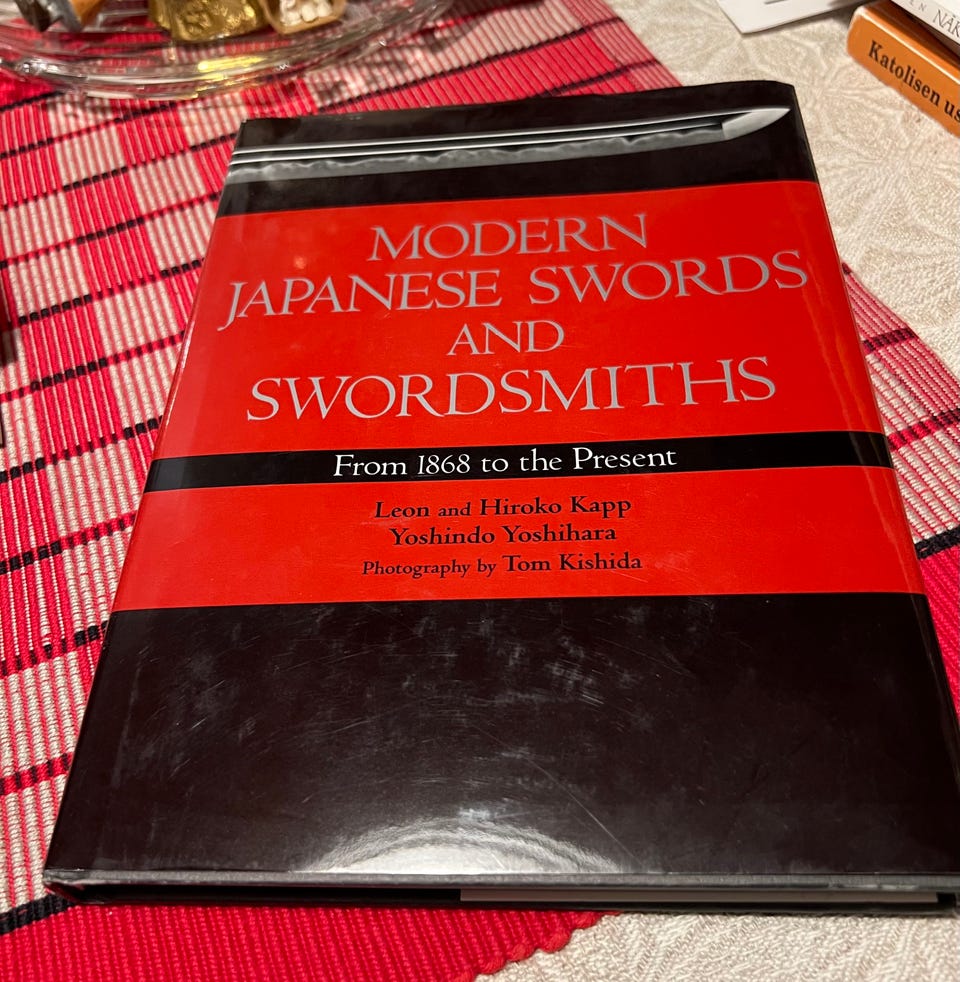 MODERN
JAPANESE SWORDS
AND
SWORDSMITHS
From 1868 to the Present
Leon and Hiroko Kapp
Yoshindo Yoshihara
Photography by Tom Kishida
Katolisen us